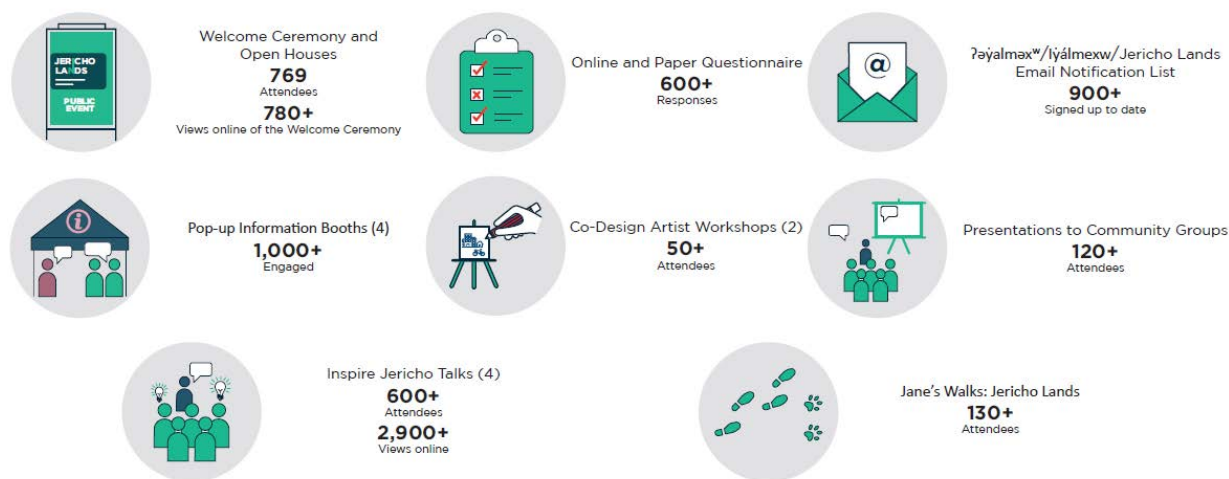 JERICHO
LANDS
PUBLIC
EVENT
Welcome Ceremony and
Open Houses
769
Attendees
780+
Views online of the Welcome Ceremony
Online and Paper Questionnaire
600+
Responses
@
ʔəy̓alməxʷ/Iy̓álmexw/Jericho Lands
Email Notification List
900+
Signed up to date
i
Pop-up Information Booths (4)
1,000+
Engaged
Co-Design Artist Workshops (2)
50+
Attendees
Presentations to Community Groups
120+
Attendees
Inspire Jericho Talks (4)
600+
Attendees
2,900+
Views online
Jane’s Walks: Jericho Lands
130+
Attendees